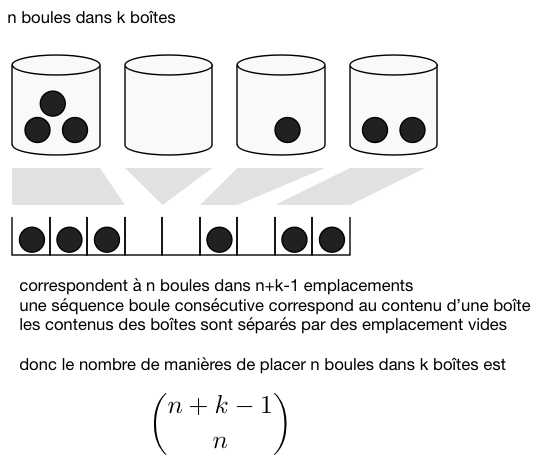 n boules dans k boîtes
correspondent à n boules dans n+k-1 emplacements
une séquence boule consécutive correspond au contenu d'une boîte
les contenus des boîtes sont séparés par des emplacement vides
donc le nombre de manières de placer n boules dans k boîtes est
n + k − 1
n